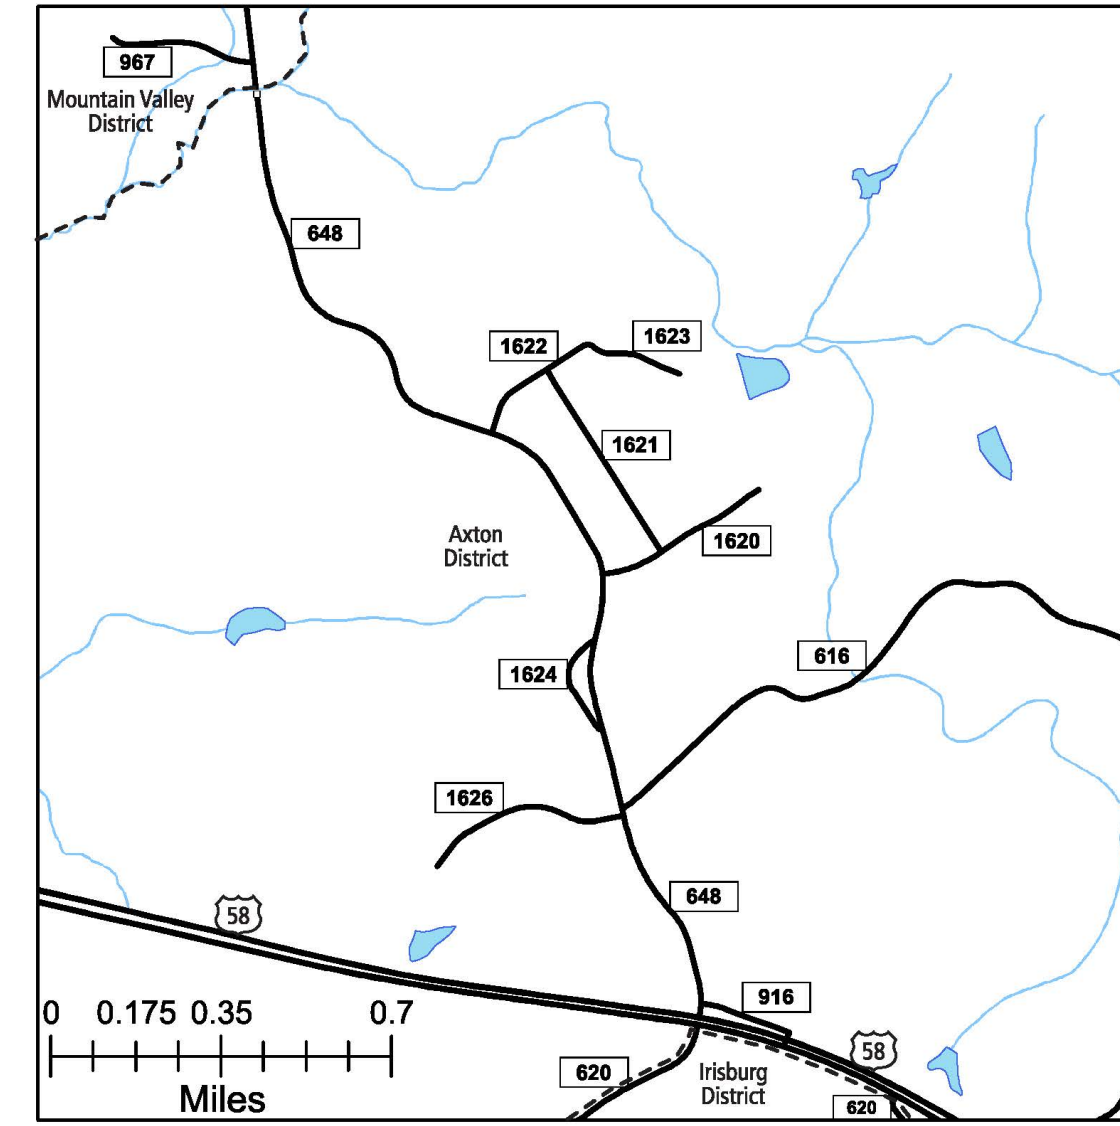 967
Mountain Valley
District
648
1622
1623
1621
Axton
District
1620
616
1624
1626
648
58
916
0 0.175 0.35 0.7
58
620
Irisburg
District
Miles
620